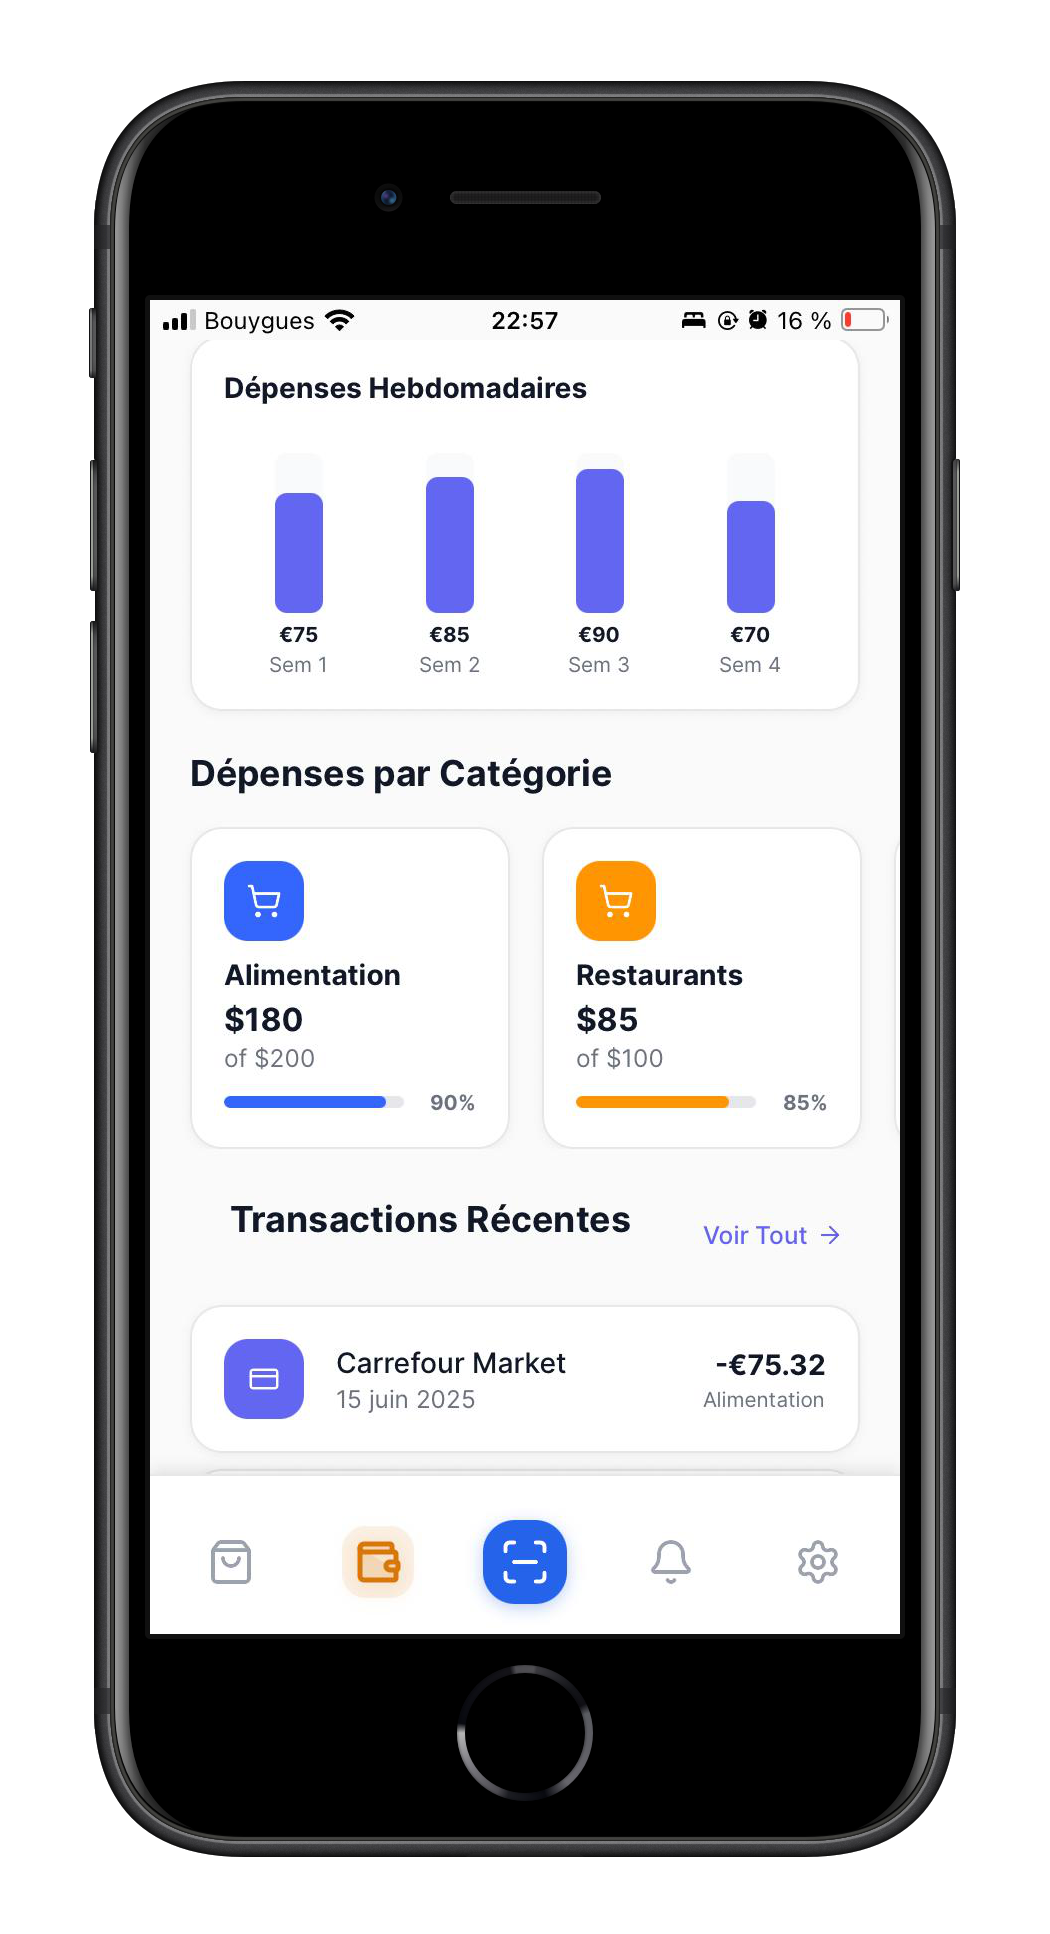 Bouygues 22:57 16 %
Dépenses Hebdomadaires
€75 €85 €90 €70
Sem 1 Sem 2 Sem 3 Sem 4
Dépenses par Catégorie
Alimentation
$180
of $200
90%
Restaurants
$85
of $100
85%
Transactions Récentes
Voir Tout →
Carrefour Market
-€75.32
15 juin 2025
Alimentation